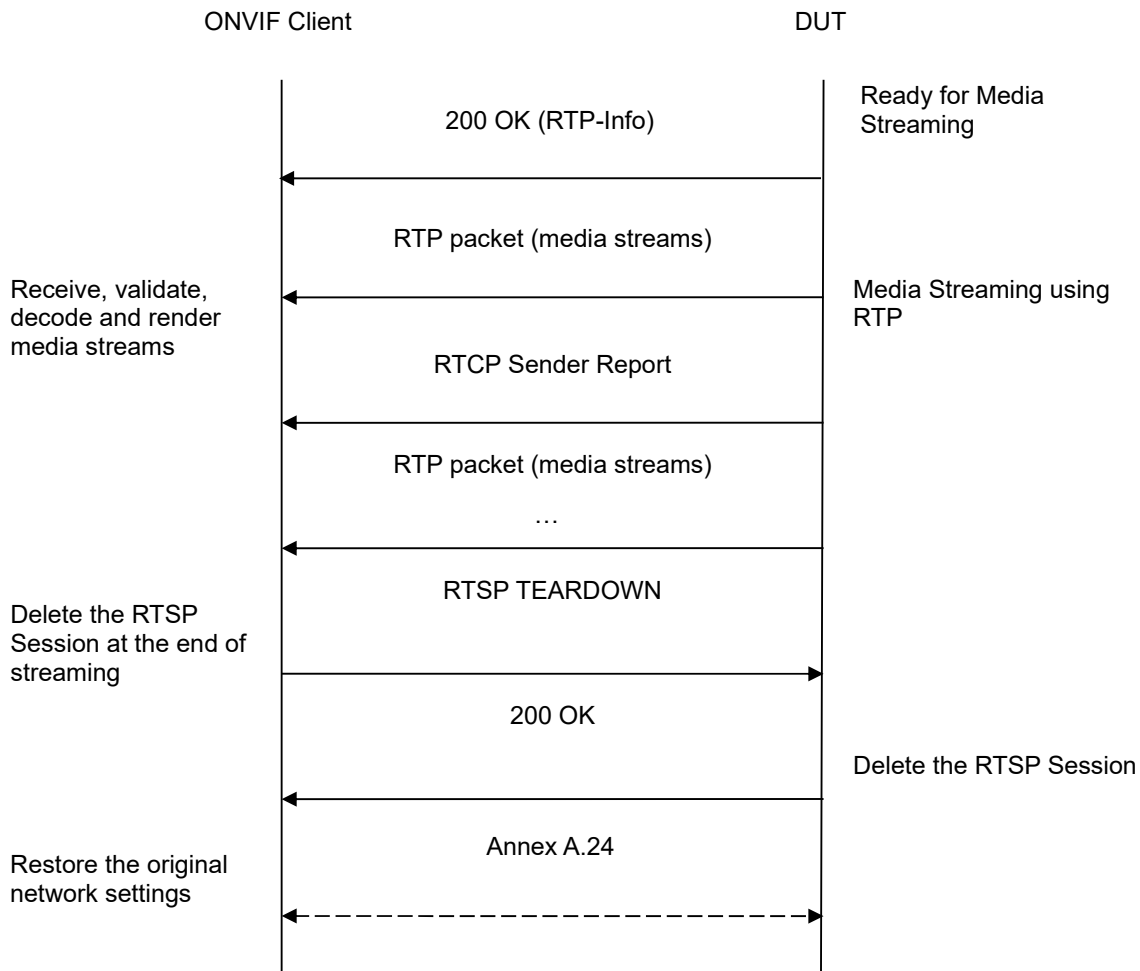 ONVIF Client
DUT
Ready for Media
Streaming
200 OK (RTP-Info)
RTP packet (media streams)
Receive, validate,
decode and render
media streams
Media Streaming using
RTP
RTCP Sender Report
RTP packet (media streams)
…
RTSP TEARDOWN
Delete the RTSP
Session at the end of
streaming
200 OK
Delete the RTSP Session
Annex A.24
Restore the original
network settings